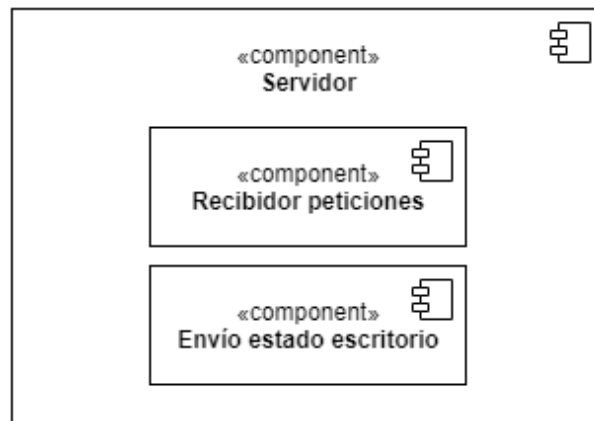 «component»
Servidor
«component»
Recibidor peticiones
«component»
Envío estado escritorio